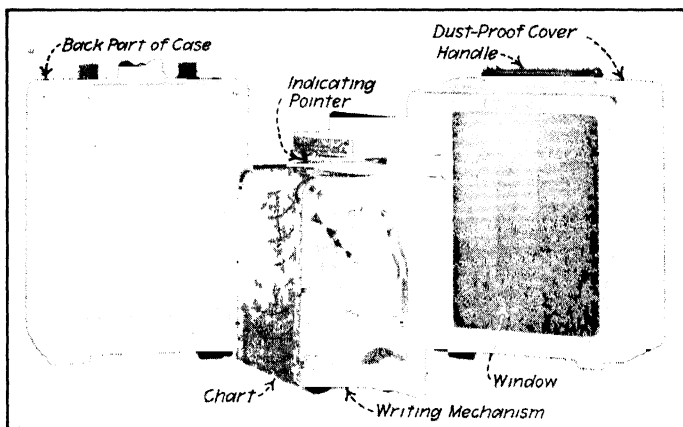 Back Part of Case
Dust-Proof Cover
Handle
Indicating
Pointer
Chart
Writing Mechanism
Window